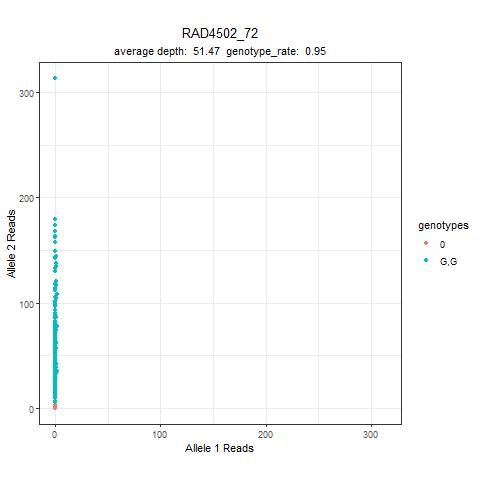 RAD4502_72
average depth: 51.47 genotype_rate: 0.95
300
200
100
0
Allele 2 Reads
0 100 200 300
Allele 1 Reads
genotypes
0
G,G